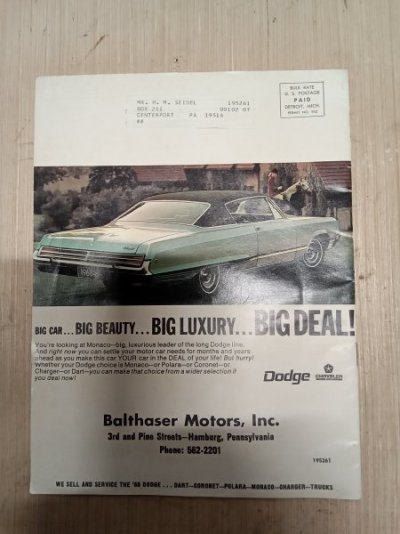 MR. H. M. SEIDEL 195261
BOX 211 00102 07
CENTERPORT PA 19516
##
BULK RATE
U. S. POSTAGE
PAID
DETROIT, MICH.
BIG CAR...BIG BEAUTY...BIG LUXURY...BIG DEAL!
You're looking at Monaco—big, luxurious leader of the long Dodge line.
And right now you can settle your motor car needs for months and years
ahead as you make this car YOUR car in the DEAL of your life! But hurry!
Whether your Dodge choice is Monaco—or Polara—or Coronet—or
Charger—or Dart—you can make that choice from a wider selection if
you deal now!
Dodge
CHRYSLER
Balthaser Motors, Inc.
3rd and Pine Streets—Hamburg, Pennsylvania
Phone: 562-2201
195261
WE SELL AND SERVICE THE '68 DODGE ... DART—CORONET—POLARA—MONACO—CHARGER—TRUCKS